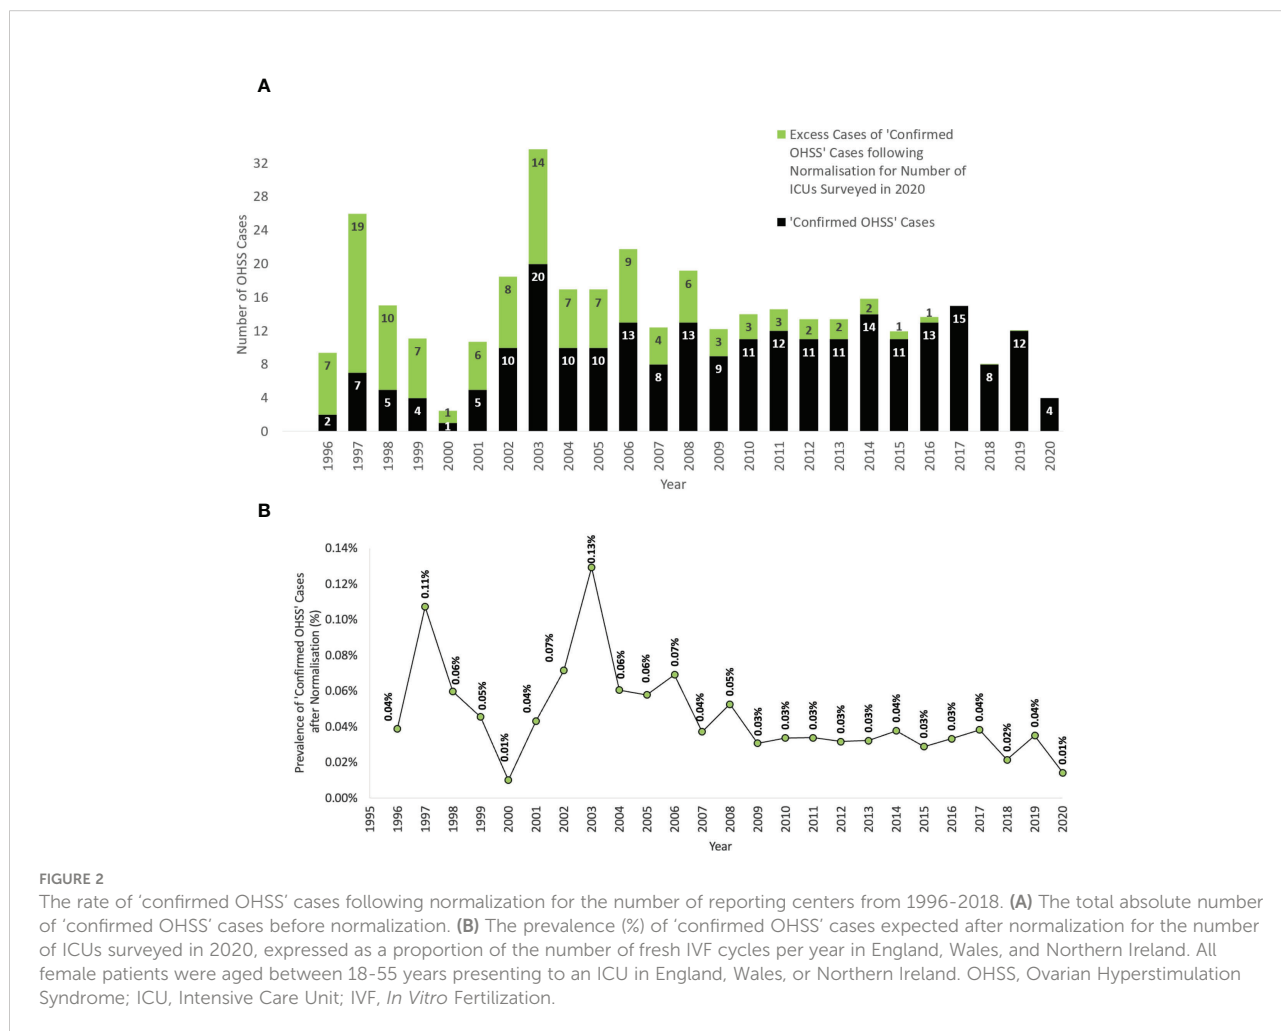 A
Excess Cases of 'Confirmed
OHSS' Cases following
Normalisation for Number of
ICUs Surveyed in 2020
'Confirmed OHSS' Cases
Number of OHSS Cases
32
28
24
20
16
12
8
4
0
7 19 10 7 1 6 8 14 7 7 9 4 6 3 3 3 2 2 2 1 1
2 7 5 4 1 5 10 20 10 10 13 8 13 9 11 12 11 11 14 11 13 15 8 12 4
1996 1997 1998 1999 2000 2001 2002 2003 2004 2005 2006 2007 2008 2009 2010 2011 2012 2013 2014 2015 2016 2017 2018 2019 2020
Year
B
Prevalence of 'Confirmed OHSS' Cases
after Normalisation (%)
0.14%
0.12%
0.10%
0.08%
0.06%
0.04%
0.02%
0.00%
0.04% 0.11% 0.06% 0.05% 0.01% 0.04% 0.07% 0.13% 0.06% 0.06% 0.07% 0.04% 0.05% 0.03% 0.03% 0.03% 0.03% 0.03% 0.04% 0.03% 0.03% 0.04% 0.02% 0.04% 0.01%
1995 1996 1997 1998 1999 2000 2001 2002 2003 2004 2005 2006 2007 2008 2009 2010 2011 2012 2013 2014 2015 2016 2017 2018 2019 2020
Year
FIGURE 2
The rate of ‘confirmed OHSS’ cases following normalization for the number of reporting centers from 1996-2018. (A) The total absolute number
of ‘confirmed OHSS’ cases before normalization. (B) The prevalence (%) of ‘confirmed OHSS’ cases expected after normalization for the number
of ICUs surveyed in 2020, expressed as a proportion of the number of fresh IVF cycles per year in England, Wales, and Northern Ireland. All
female patients were aged between 18-55 years presenting to an ICU in England, Wales, or Northern Ireland. OHSS, Ovarian Hyperstimulation
Syndrome; ICU, Intensive Care Unit; IVF, In Vitro Fertilization.